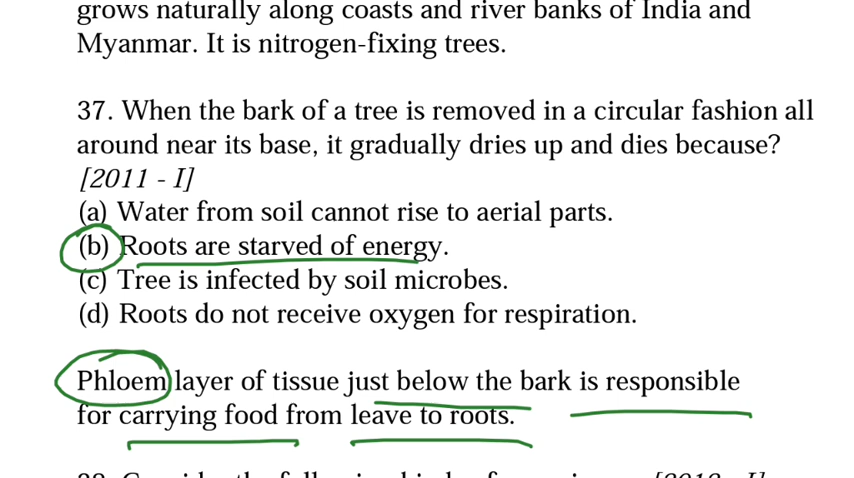 grows naturally along coasts and river banks of India and
Myanmar. It is nitrogen-fixing trees.
37. When the bark of a tree is removed in a circular fashion all
around near its base, it gradually dries up and dies because?
[2011 - I]
(a) Water from soil cannot rise to aerial parts.
(b) Roots are starved of energy.
(c) Tree is infected by soil microbes.
(d) Roots do not receive oxygen for respiration.
Phloem layer of tissue just below the bark is responsible
for carrying food from leave to roots.